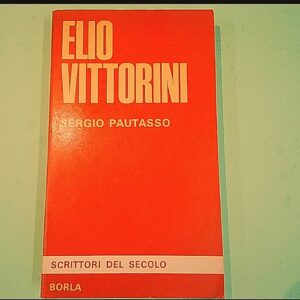 ELIO
VITTORINI
SERGIO PAUTASSO
SCRITTORI DEL SECOLO
BORLA